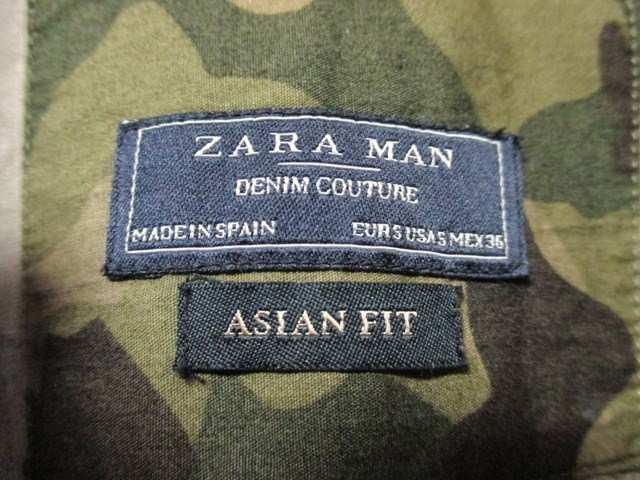 ZARA MAN
DENIM COUTURE
MADE IN SPAIN EUR S USA S MEX 36
ASIAN FIT